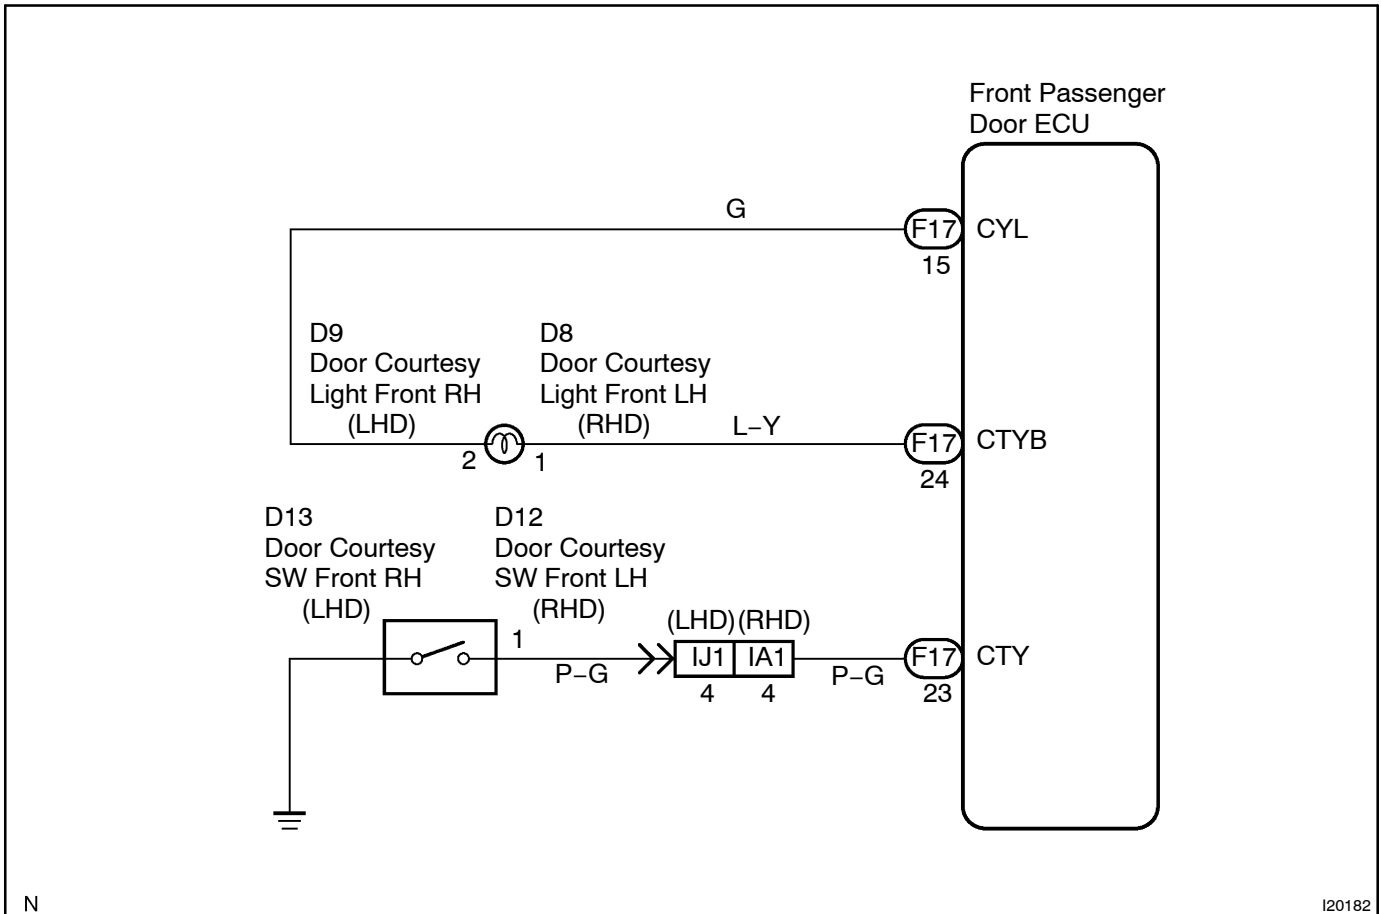 Front Passenger
Door ECU
G
F17
CYL
15
D9
Door Courtesy
Light Front RH
(LHD)
D8
Door Courtesy
Light Front LH
(RHD)
L−Y
2
1
F17
CTYB
24
D13
Door Courtesy
SW Front RH
(LHD)
D12
Door Courtesy
SW Front LH
(RHD)
1
P−G
(LHD)
(RHD)
IJ1
IA1
4
4
P−G
F17
CTY
23
N
I20182